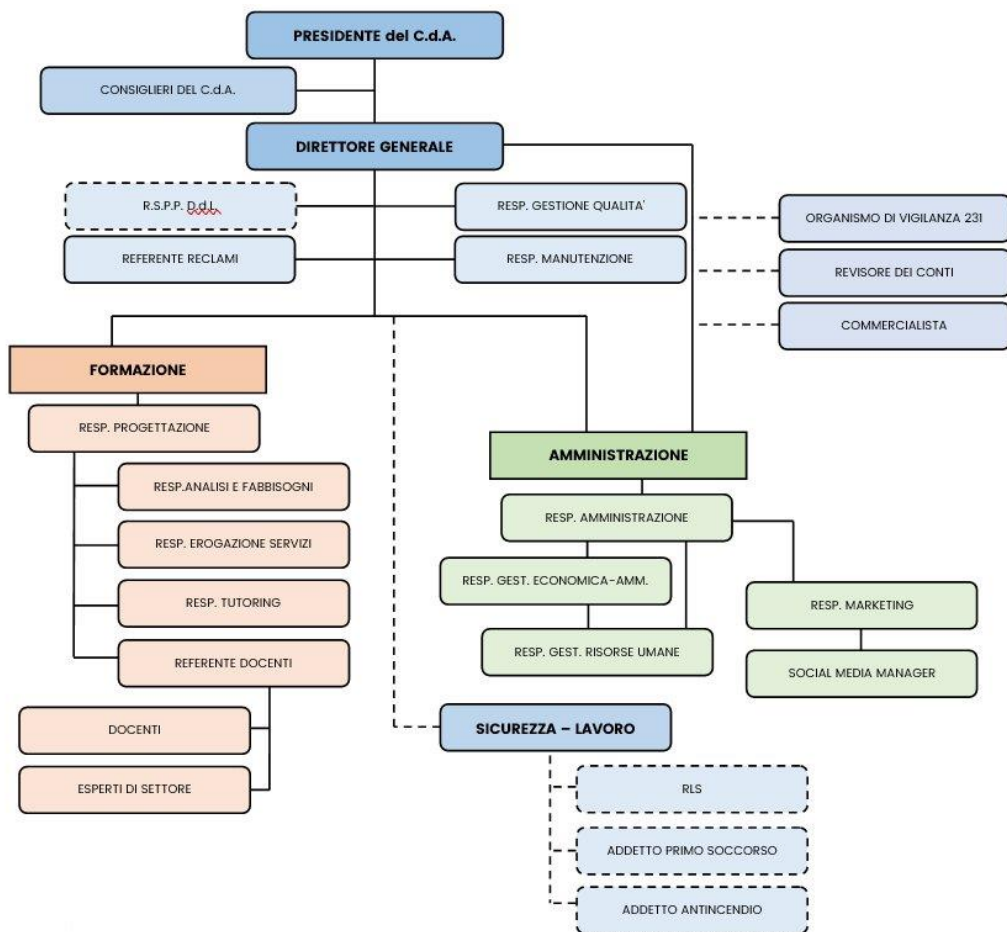 PRESIDENTE del C.d.A.
CONSIGLIERI DEL C.d.A.
DIRETTORE GENERALE
R.S.P.P. D.d.L.
RESP. GESTIONE QUALITA'
ORGANISMO DI VIGILANZA 231
REFERENTE RECLAMI
RESP. MANUTENZIONE
REVISORE DEI CONTI
COMMERCIALISTA
FORMAZIONE
RESP. PROGETTAZIONE
RESP.ANALISI E FABBISOGNI
RESP. EROGAZIONE SERVIZI
RESP. TUTORING
REFERENTE DOCENTI
DOCENTI
ESPERTI DI SETTORE
AMMINISTRAZIONE
RESP. AMMINISTRAZIONE
RESP. GEST. ECONOMICA-AMM.
RESP. GEST. RISORSE UMANE
RESP. MARKETING
SOCIAL MEDIA MANAGER
SICUREZZA – LAVORO
RLS
ADDETTO PRIMO SOCCORSO
ADDETTO ANTINCENDIO